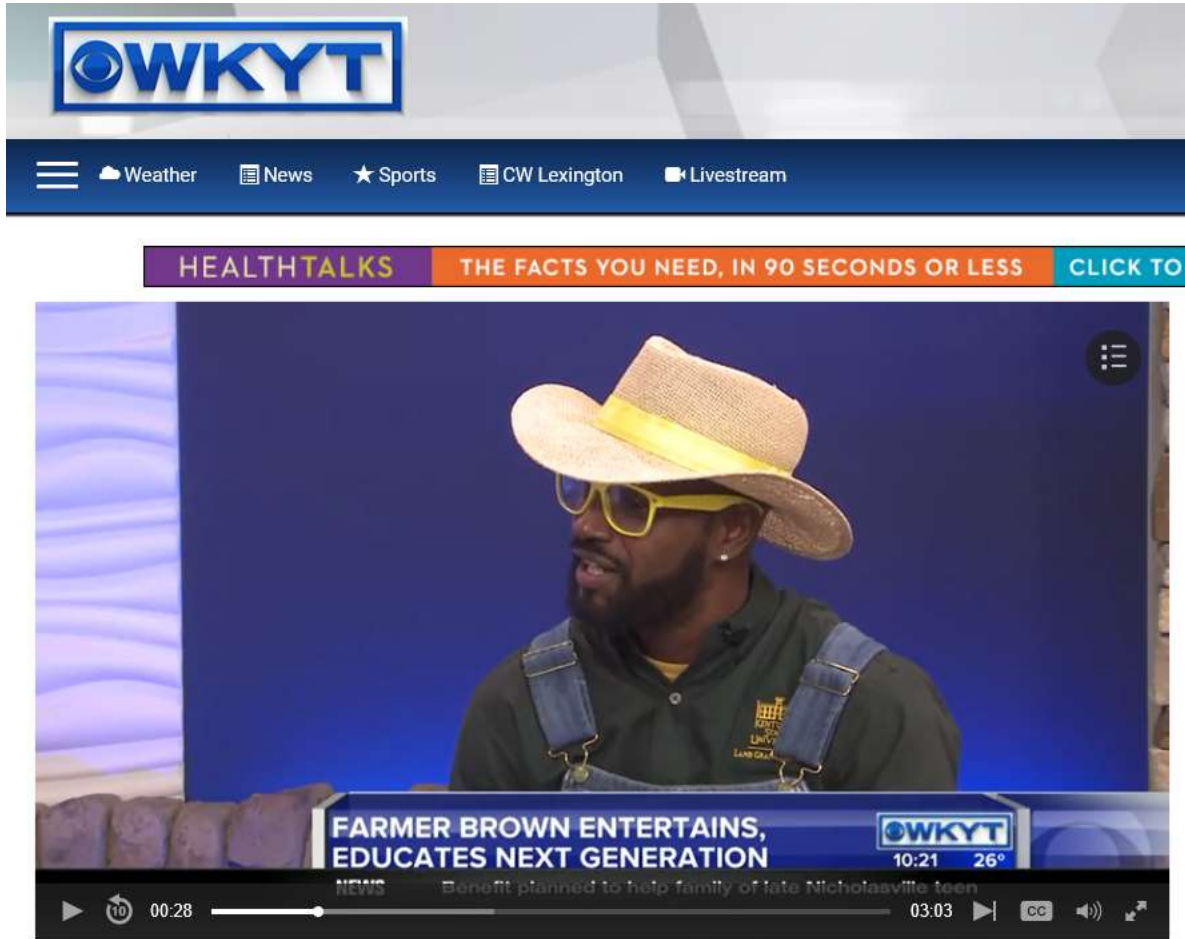 WKYT
Weather News Sports CW Lexington Livestream
HEALTHTALKS THE FACTS YOU NEED, IN 90 SECONDS OR LESS CLICK TO
FARMER BROWN ENTERTAINS,
EDUCATES NEXT GENERATION
WKYT
10:21 26°
NEWS Benefit planned to help family of late Nicholasville teen
10 00:28 03:03 CC